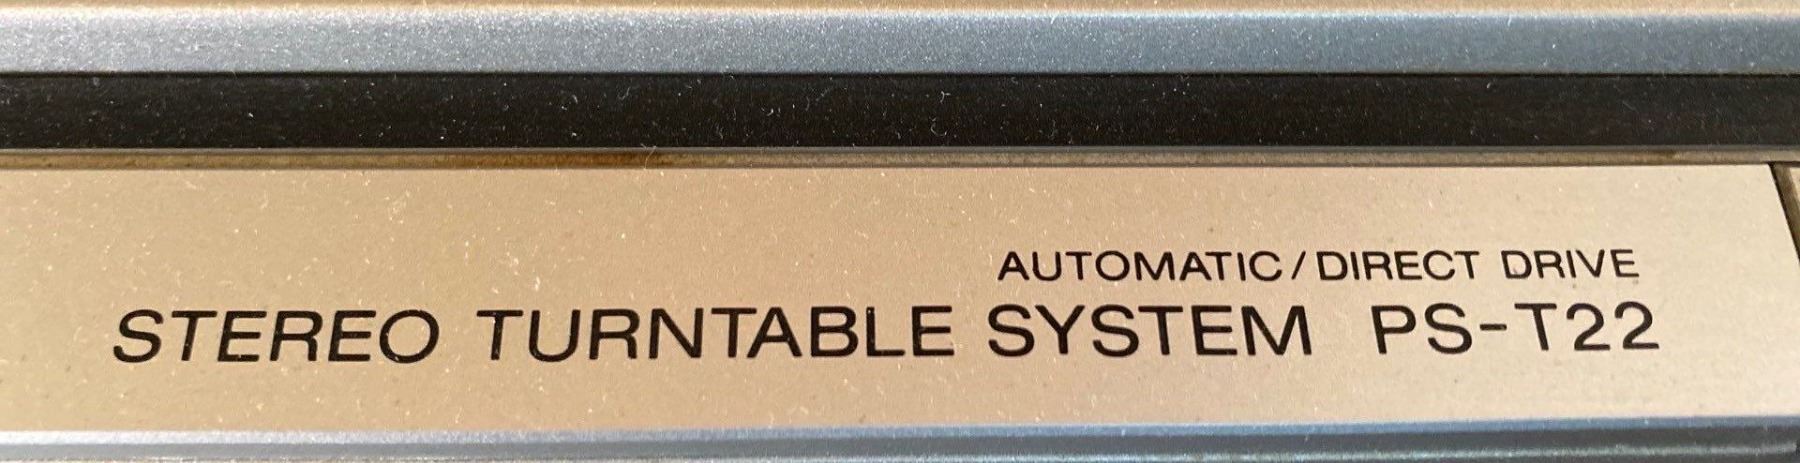 AUTOMATIC/DIRECT DRIVE
STEREO TURNTABLE SYSTEM PS-T22